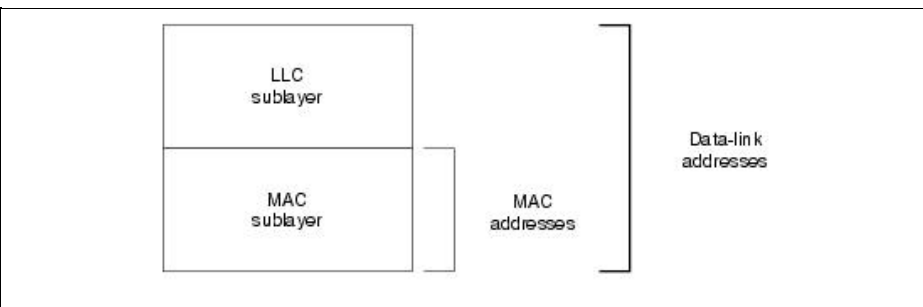 LLC
sublayer
MAC
sublayer
MAC
addresses
Data-link
addresses